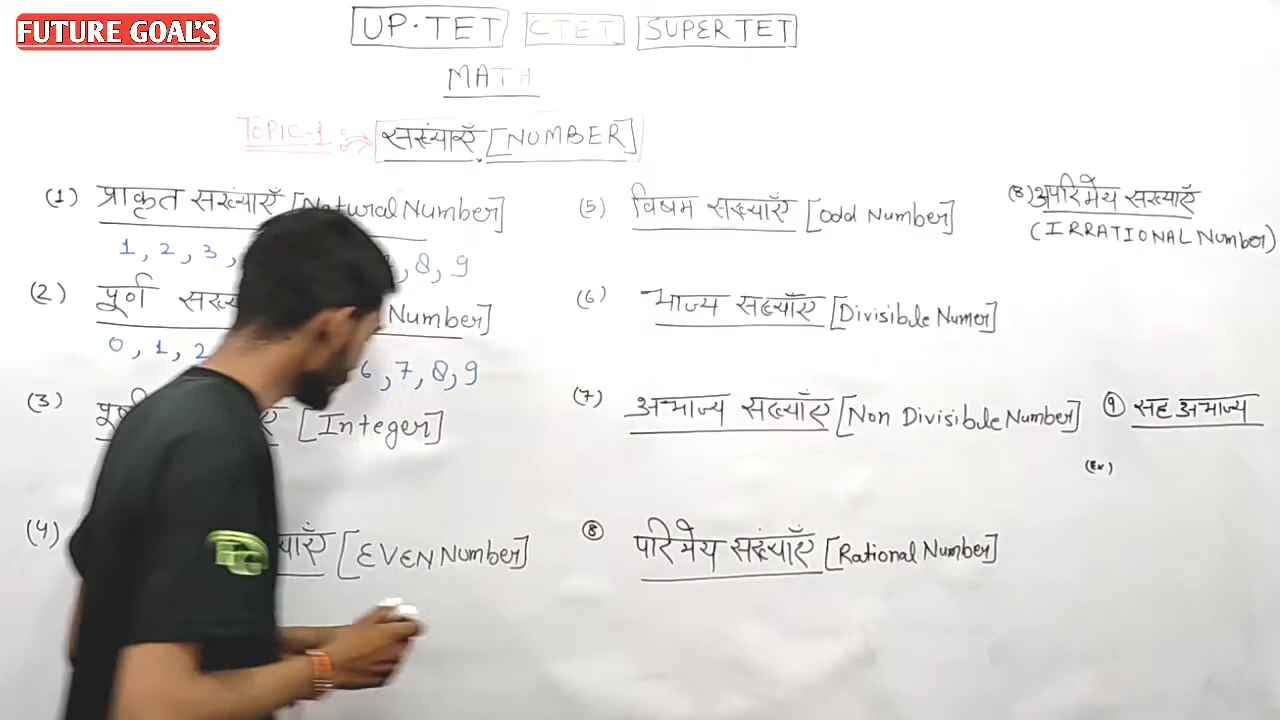 FUTURE GOAL'S
UP·TET CTET SUPER TET
MATH
TOPIC-1 सख्ंयाएँ [NUMBER]
(1) प्राकृत सख्ंयाएँ [Natural Number]
1, 2, 3, 8, 9
(2) पूर्ण Number]
0, 1, 2 6, 7, 8, 9
(3) [Integer]
(4) [EVEN Number]
(5) विषम सख्याएँ [Odd Number]
(6) भाज्य सख्याएँ [Divisible Numer]
(7) अभाज्य सख्याएँ [Non Divisible Number]
⑧ परिमेय सख्ंयाएँ [Rational Number]
(8) अपरिमेय सख्याएँ
(IRRATIONAL Number)
⑨ सह अभाज्य
(Ex)